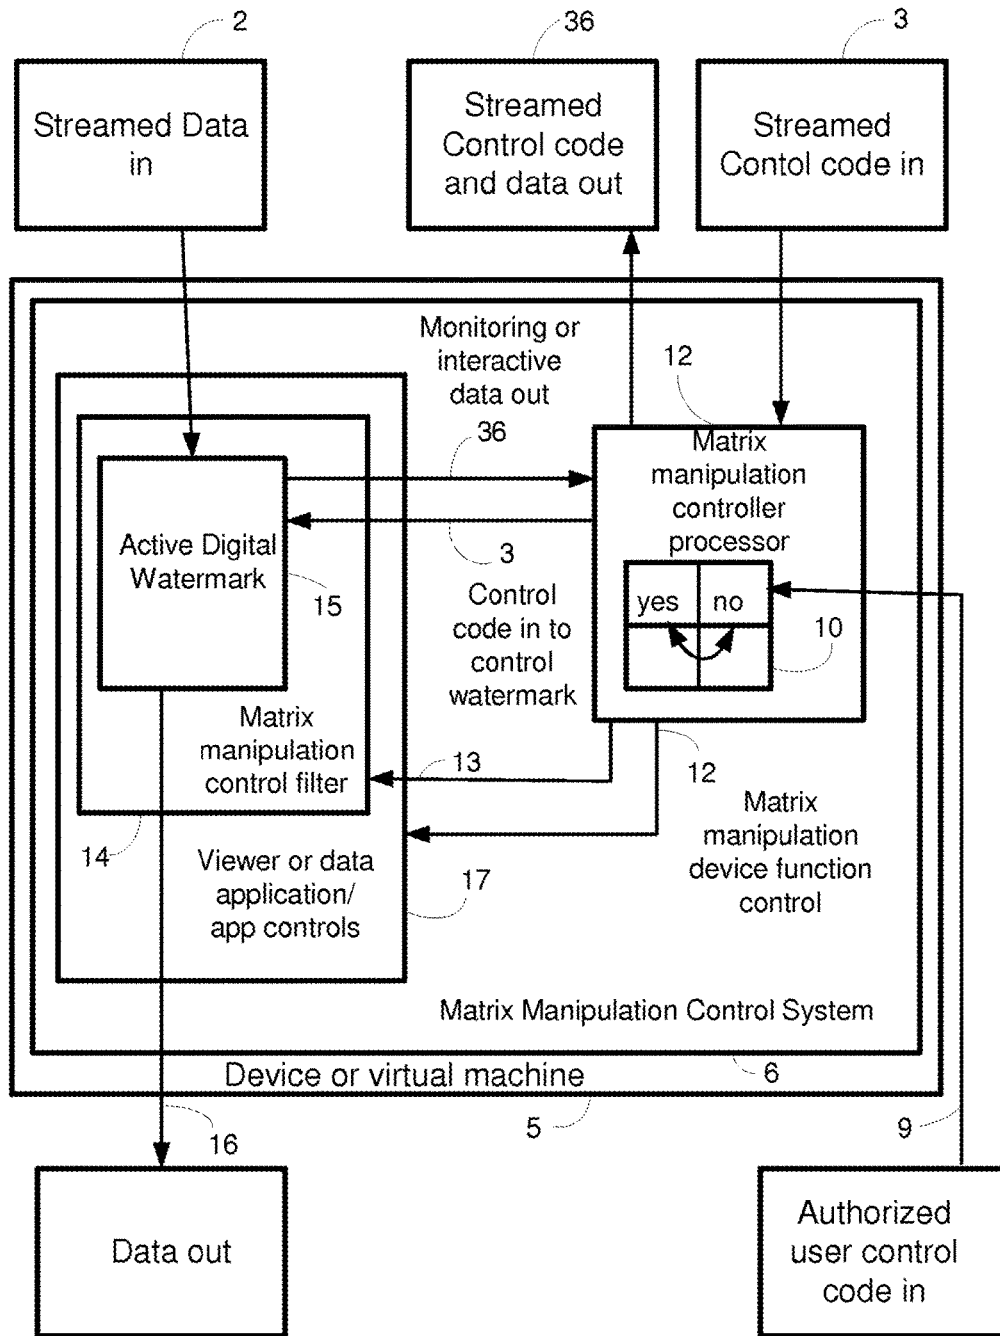 2
36
3
Streamed Data
in
Streamed
Control code
and data out
Streamed
Contol code in
Monitoring or
interactive
data out
36
12
Matrix
manipulation
controller
processor
yes no
10
Active Digital
Watermark
15
3
Control
code in to
control
watermark
Matrix
manipulation
control filter
13
12
14
Viewer or data
application/
app controls
17
Matrix
manipulation
device function
control
Matrix Manipulation Control System
6
Device or virtual machine
5
9
16
Data out
Authorized
user control
code in